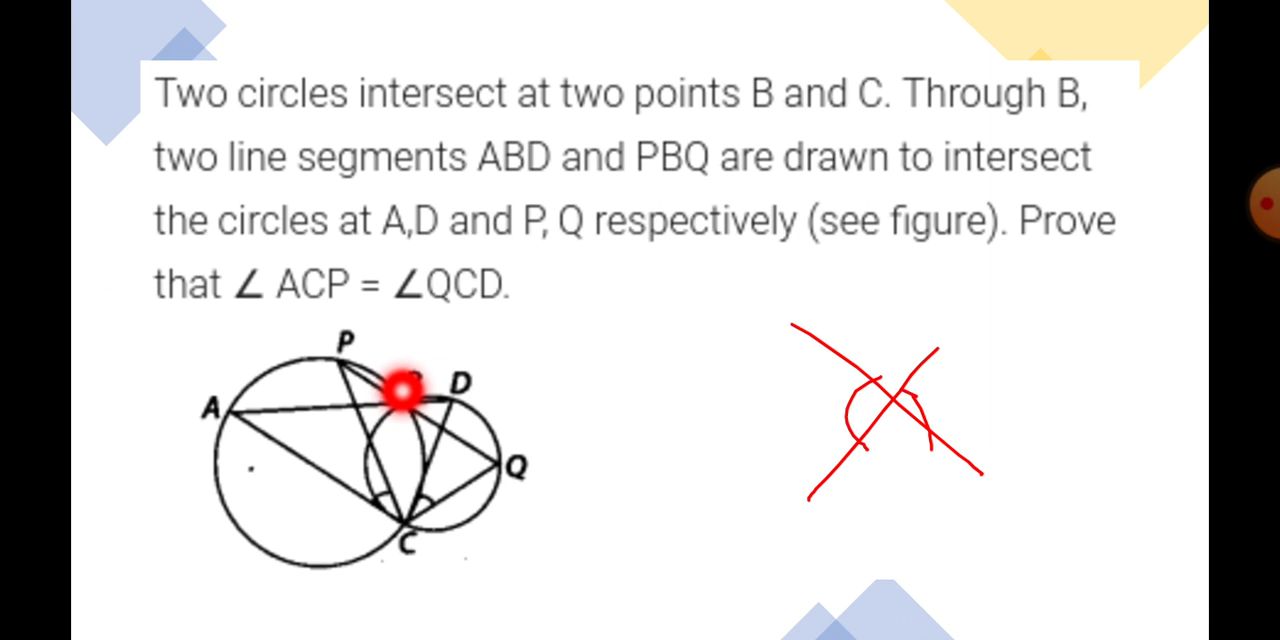 Two circles intersect at two points B and C. Through B,
two line segments ABD and PBQ are drawn to intersect
the circles at A,D and P, Q respectively (see figure). Prove
that ∠ ACP = ∠QCD.
P
D
A
Q
C